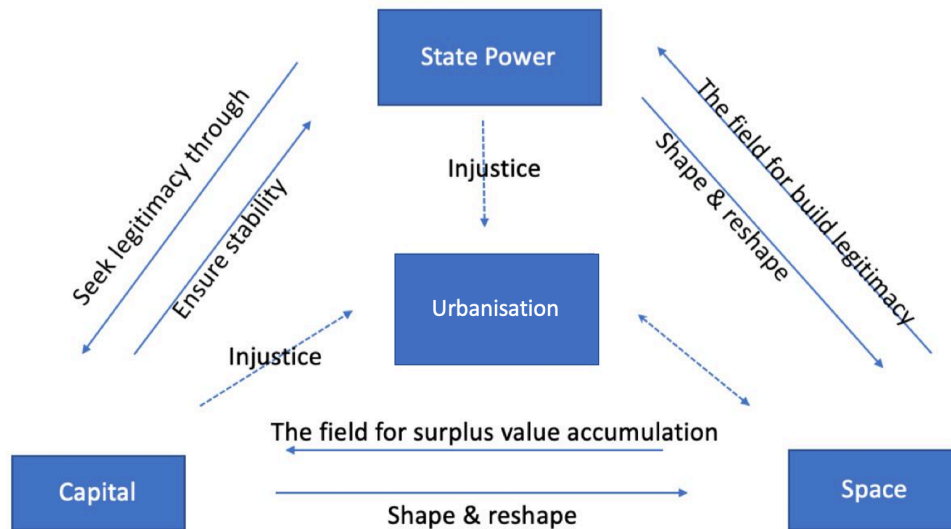 State Power
Seek legitimacy through
Ensure stability
Injustice
The field for build legitimacy
Shape & reshape
Urbanisation
Injustice
The field for surplus value accumulation
Capital
Space
Shape & reshape